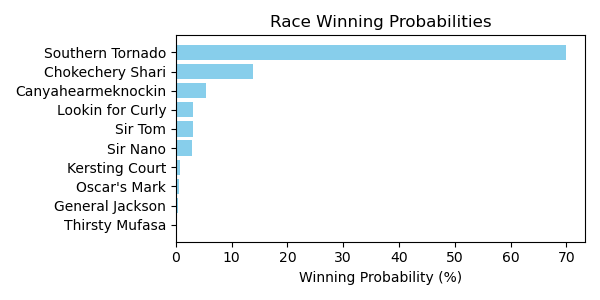 Race Winning Probabilities
Southern Tornado
Chokechery Shari
Canyahearmeknockin
Lookin for Curly
Sir Tom
Sir Nano
Kersting Court
Oscar's Mark
General Jackson
Thirsty Mufasa
0 10 20 30 40 50 60 70
Winning Probability (%)